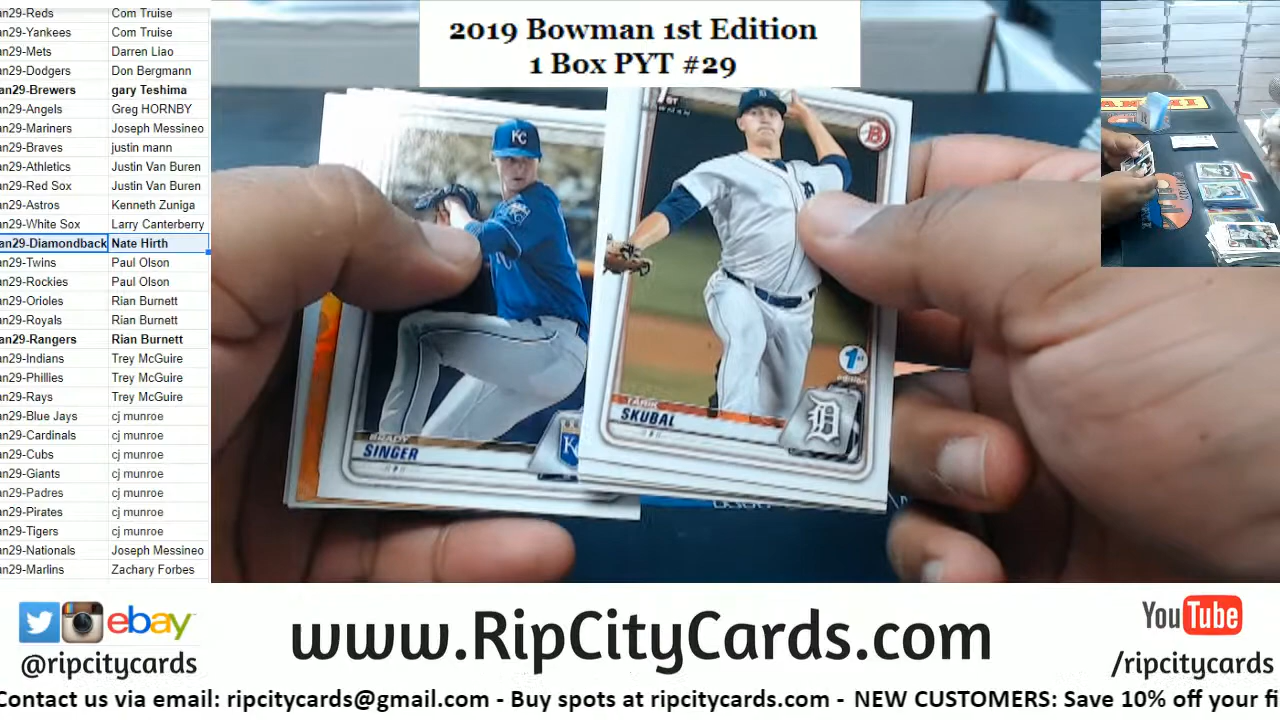 2019 Bowman 1st Edition
1 Box PYT #29
an29-Reds Com Truise
an29-Yankees Com Truise
an29-Mets Darren Liao
an29-Dodgers Don Bergmann
an29-Brewers gary Teshima
an29-Angels Greg HORNBY
an29-Mariners Joseph Messineo
an29-Braves justin mann
an29-Athletics Justin Van Buren
an29-Red Sox Justin Van Buren
an29-Astros Kenneth Zuniga
an29-White Sox Larry Canterberry
an29-Diamondback Nate Hirth
an29-Twins Paul Olson
an29-Rockies Paul Olson
an29-Orioles Rian Burnett
an29-Royals Rian Burnett
an29-Rangers Rian Burnett
an29-Indians Trey McGuire
an29-Phillies Trey McGuire
an29-Rays Trey McGuire
an29-Blue Jays cj munroe
an29-Cardinals cj munroe
an29-Cubs cj munroe
an29-Giants cj munroe
an29-Padres cj munroe
an29-Pirates cj munroe
an29-Tigers cj munroe
an29-Nationals Joseph Messineo
an29-Marlins Zachary Forbes
KC
BRADY
SINGER
KC
B
1st
edition
TARIK
SKUBAL
D
PANINI
ebay
@ripcitycards
www.RipCityCards.com
YouTube
/ripcitycards
Contact us via email: ripcitycards@gmail.com - Buy spots at ripcitycards.com - NEW CUSTOMERS: Save 10% off your fi